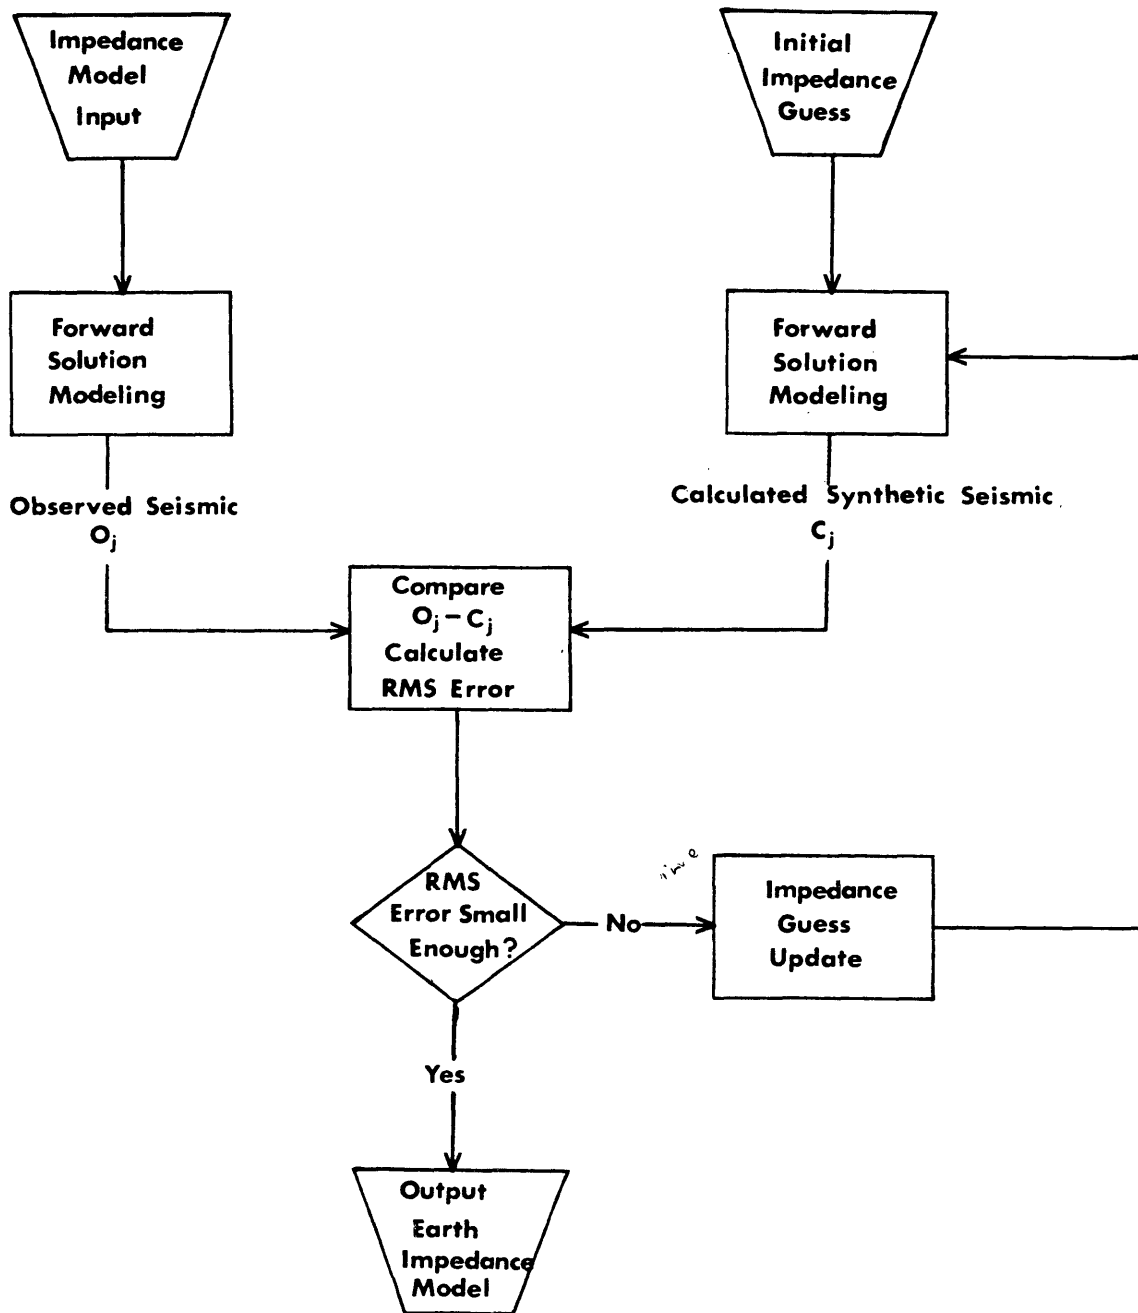 Impedance
Model
Input
Initial
Impedance
Guess
Forward
Solution
Modeling
Forward
Solution
Modeling
Observed Seismic
Oj
Calculated Synthetic Seismic
Cj
Compare
Oj – Cj
Calculate
RMS Error
RMS
Error Small
Enough?
No
Impedance
Guess
Update
Yes
Output
Earth
Impedance
Model